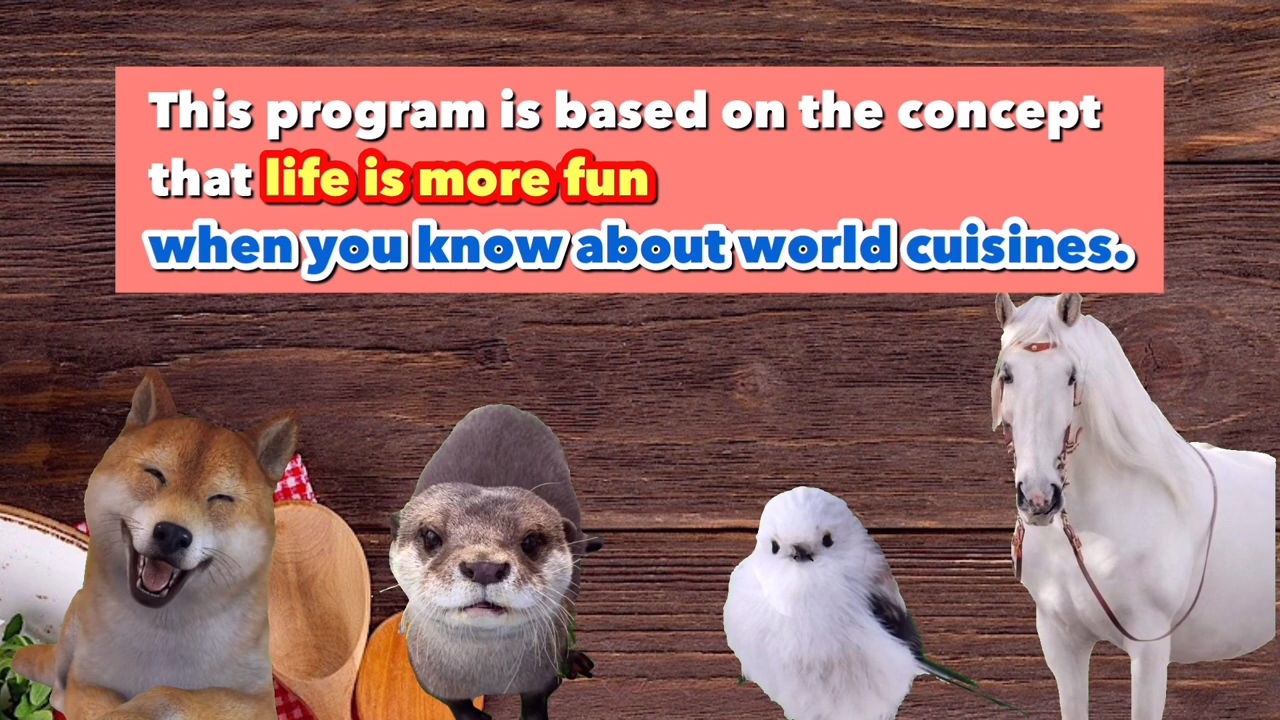 This program is based on the concept
that life is more fun
when you know about world cuisines.